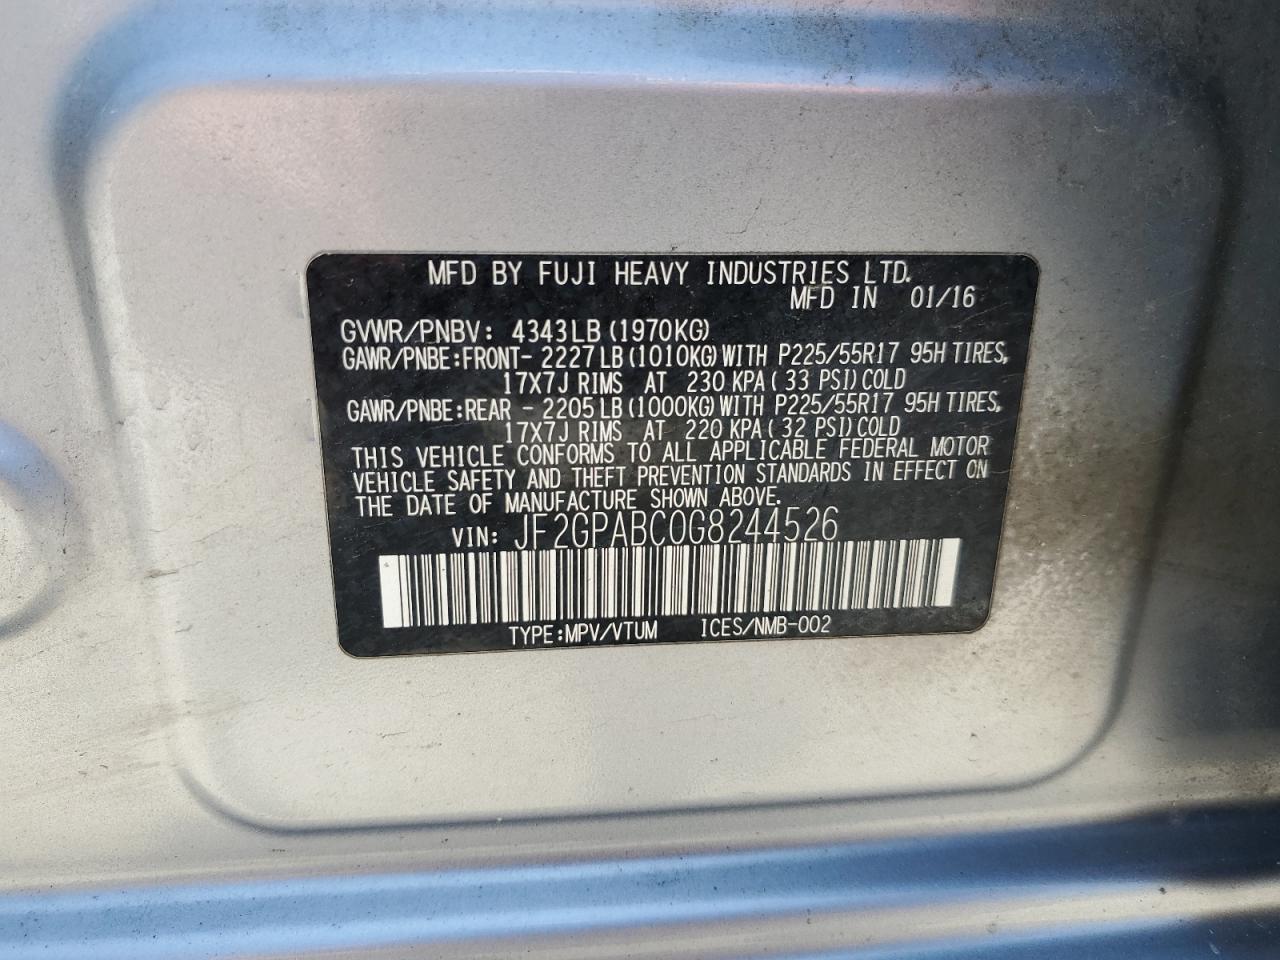 MFD BY FUJI HEAVY INDUSTRIES LTD.
MFD IN 01/16
GVWR/PNBV: 4343LB(1970KG)
GAWR/PNBE:FRONT- 2227LB(1010KG)WITH P225/55R17 95H TIRES,
17X7J RIMS AT 230 KPA( 33 PSI)COLD
GAWR/PNBE:REAR - 2205LB(1000KG)WITH P225/55R17 95H TIRES,
17X7J RIMS AT 220 KPA(32 PSI)COLD
THIS VEHICLE CONFORMS TO ALL APPLICABLE FEDERAL MOTOR
VEHICLE SAFETY AND THEFT PREVENTION STANDARDS IN EFFECT ON
THE DATE OF MANUFACTURE SHOWN ABOVE.
VIN: JF2GPABC0G8244526
TYPE:MPV/VTUM ICES/NMB-002